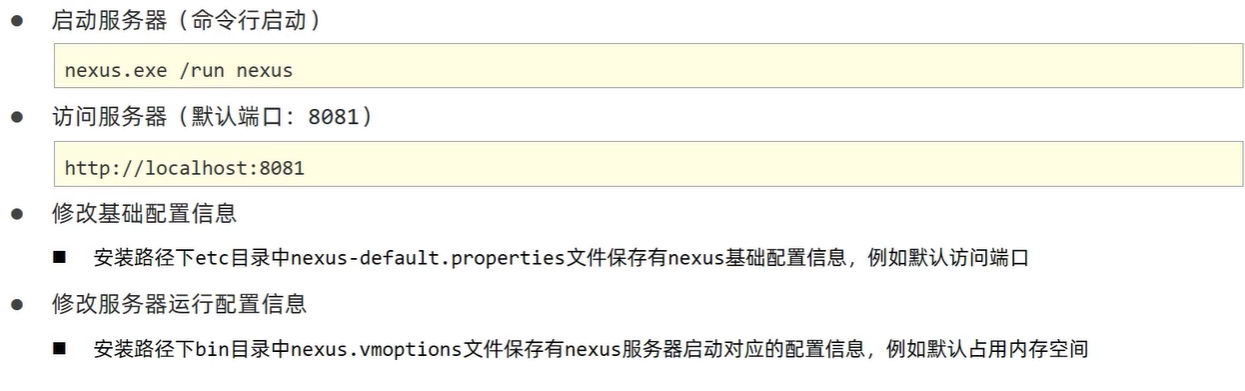 启动服务器（命令行启动）
nexus.exe /run nexus
访问服务器（默认端口：8081）
http://localhost:8081
修改基础配置信息
安装路径下etc目录中nexus-default.properties文件保存有nexus基础配置信息，例如默认访问端口
修改服务器运行配置信息
安装路径下bin目录中nexus.vmoptions文件保存有nexus服务器启动对应的配置信息，例如默认占用内存空间